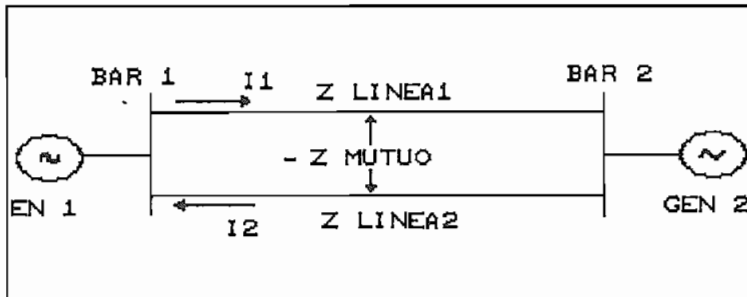 BAR 1
I1
Z LINEA1
BAR 2
- Z MUTUO
EN 1
I2
Z LINEA2
GEN 2